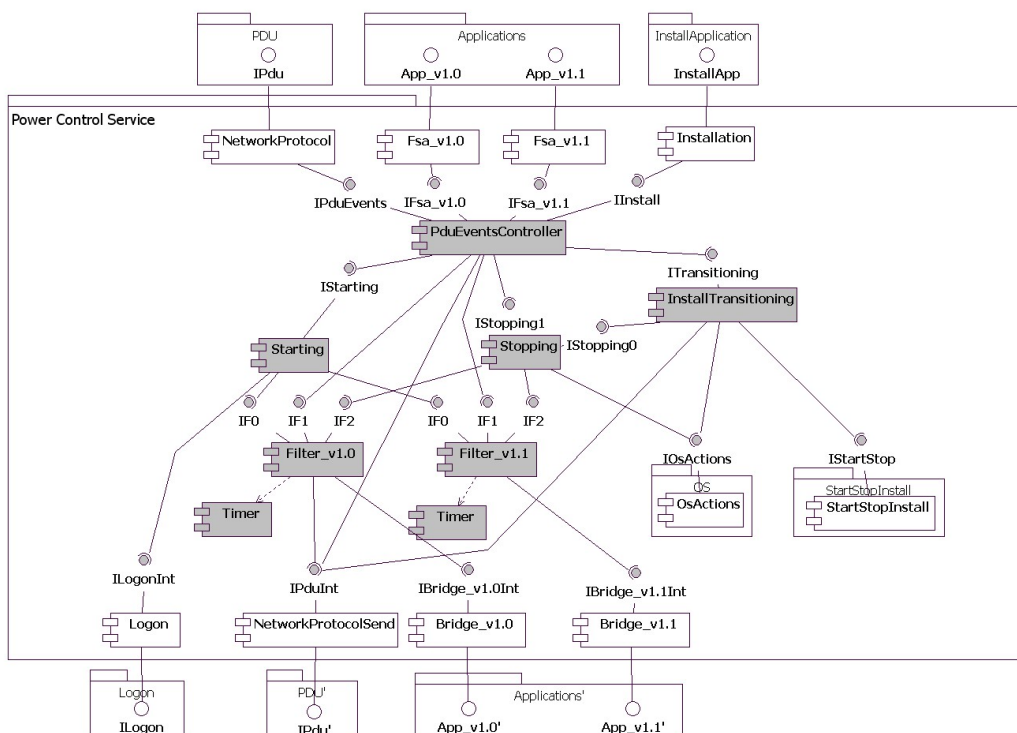 PDU
Applications
InstallApplication
IPdu
App_v1.0
App_v1.1
InstallApp
Power Control Service
NetworkProtocol
Fsa_v1.0
Fsa_v1.1
Installation
IPduEvents
IFsa_v1.0
IFsa_v1.1
IInstall
PduEventsController
ITransitioning
IStarting
InstallTransitioning
IStopping1
IStopping0
Starting
Stopping
IF0
IF1
IF2
IF0
IF1
IF2
Filter_v1.0
Filter_v1.1
IOsActions
IStartStop
OS
StartStopInstall
OsActions
StartStopInstall
Timer
Timer
ILogonInt
IPduInt
IBridge_v1.0Int
IBridge_v1.1Int
Logon
NetworkProtocolSend
Bridge_v1.0
Bridge_v1.1
Logon
PDU'
Applications'
ILogon
IPdu'
App_v1.0'
App_v1.1'